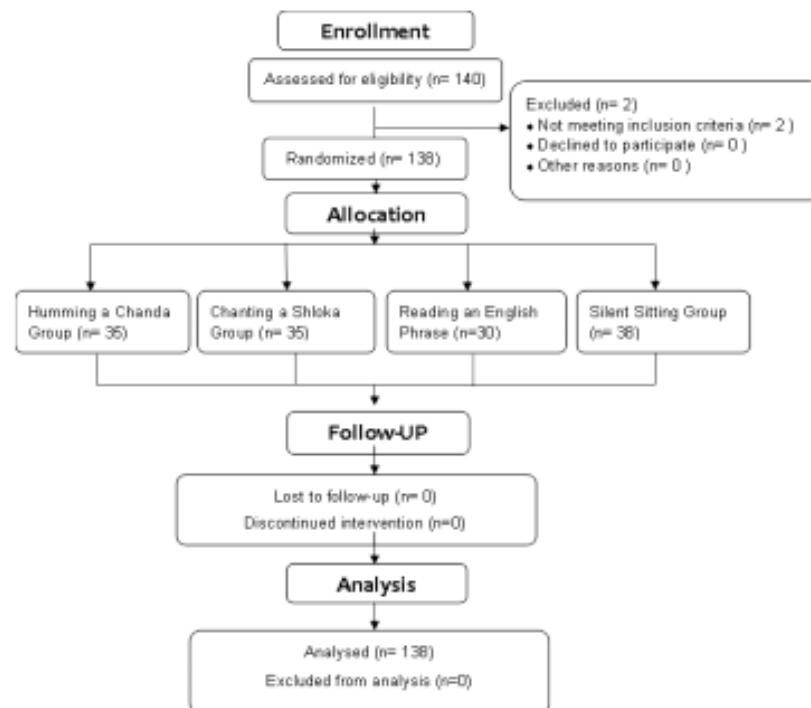 Enrollment
Assessed for eligibility (n= 140)
Excluded (n= 2)
♦ Not meeting inclusion criteria (n= 2 )
♦ Declined to participate (n= 0 )
♦ Other reasons (n= 0 )
Randomized (n= 138)
Allocation
Humming a Chanda
Group (n= 35)
Chanting a Shloka
Group (n= 35)
Reading an English
Phrase (n=30)
Silent Sitting Group
(n= 38)
Follow-UP
Lost to follow-up (n= 0)
Discontinued intervention (n=0)
Analysis
Analysed (n= 138)
Excluded from analysis (n=0)